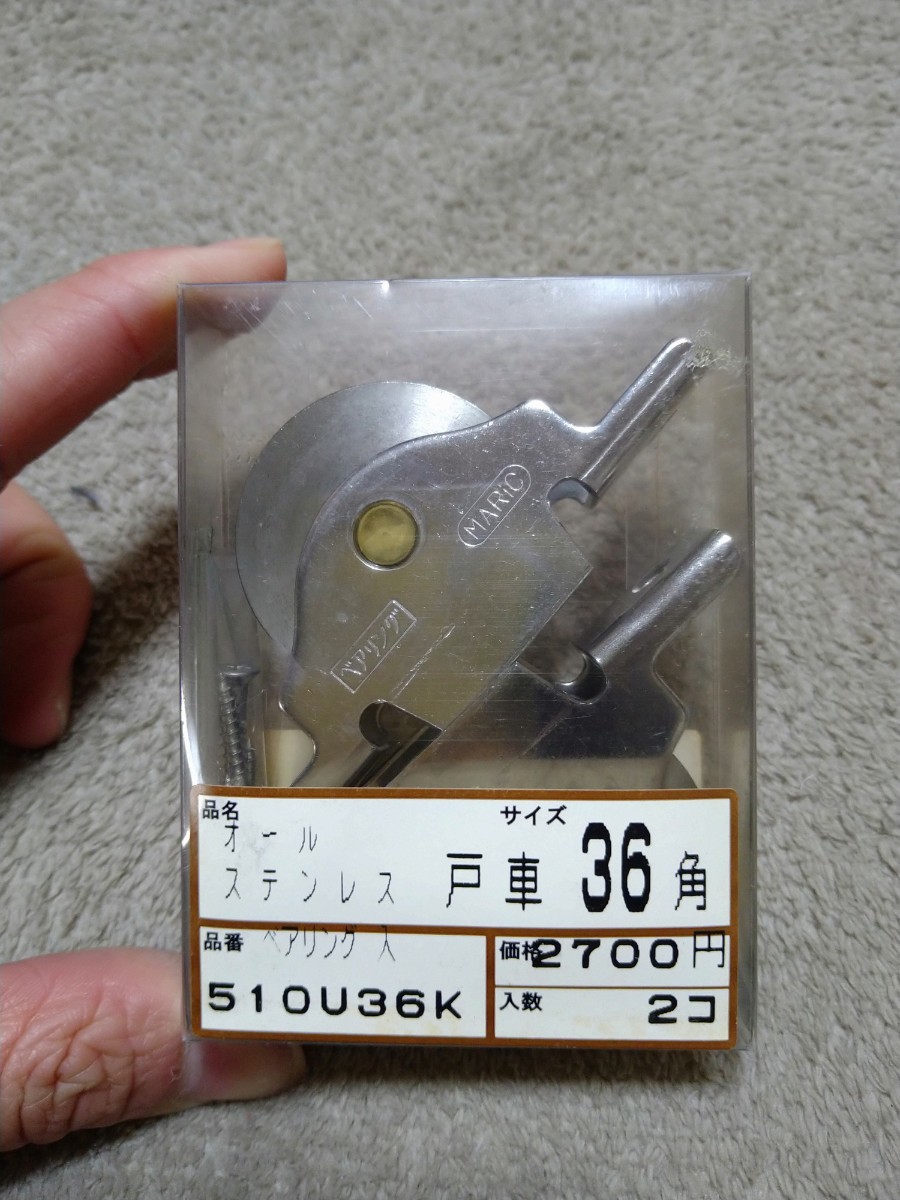 MARiC
ベアリング
品名
サイズ
オール
ステンレス
戸車 36角
ベアリング入
品番
510U36K
価格 2700円
入数 2コ